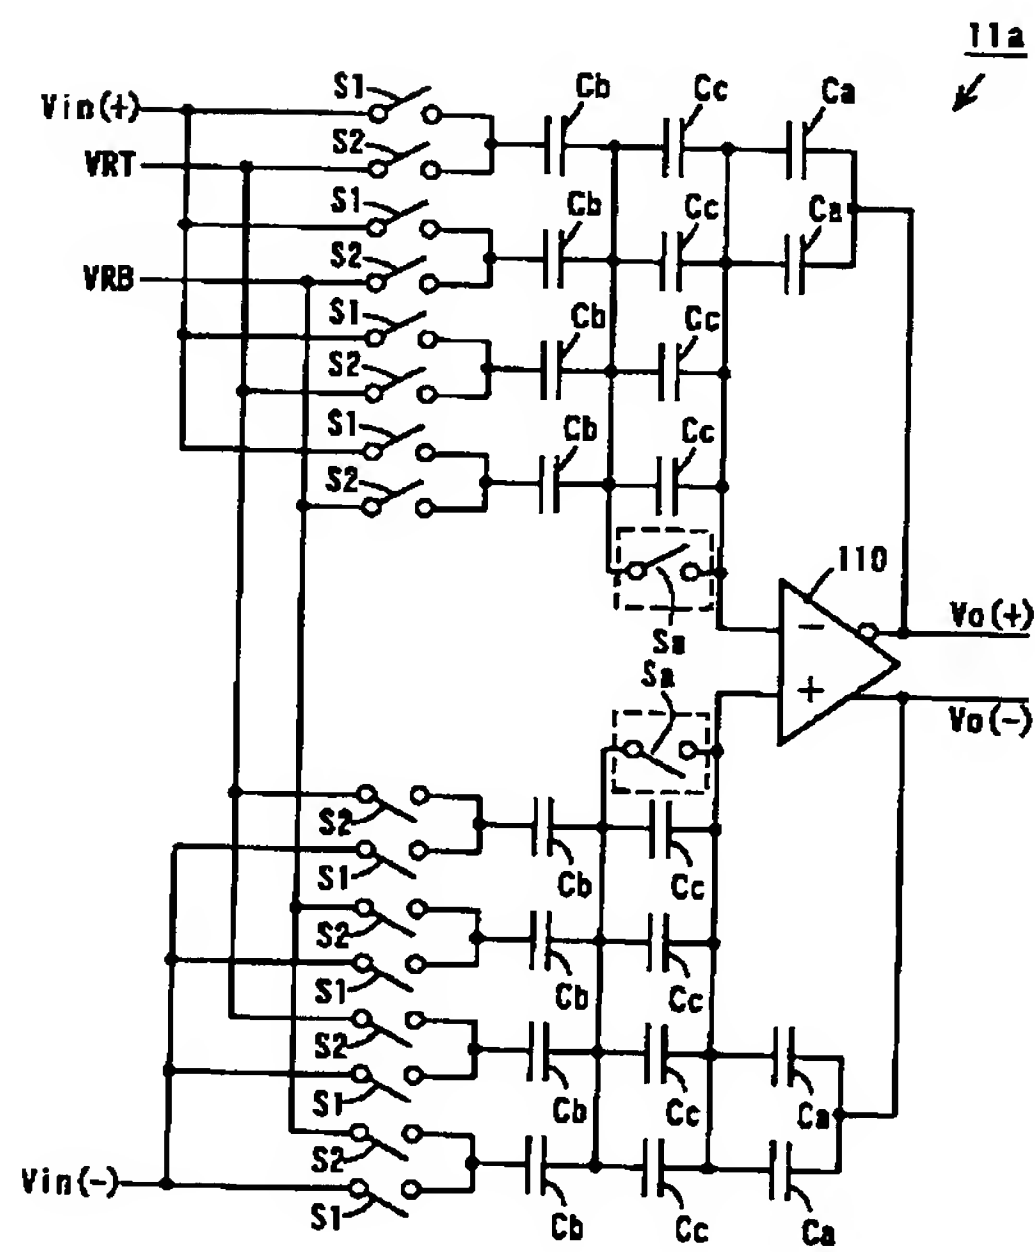 11a
S1 Cb Cc Ca
Vin(+)
S2
VRT
S1 Cb Cc Ca
S2
VRB
S1 Cb Cc
S2
S1 Cb Cc
S2
110
Vo(+)
Sa
Sa
Vo(-)
S2
S1 Cb Cc
S2
S1 Cb Cc
S2
S1 Cb Cc Ca
S2
Vin(-)
S1 Cb Cc Ca